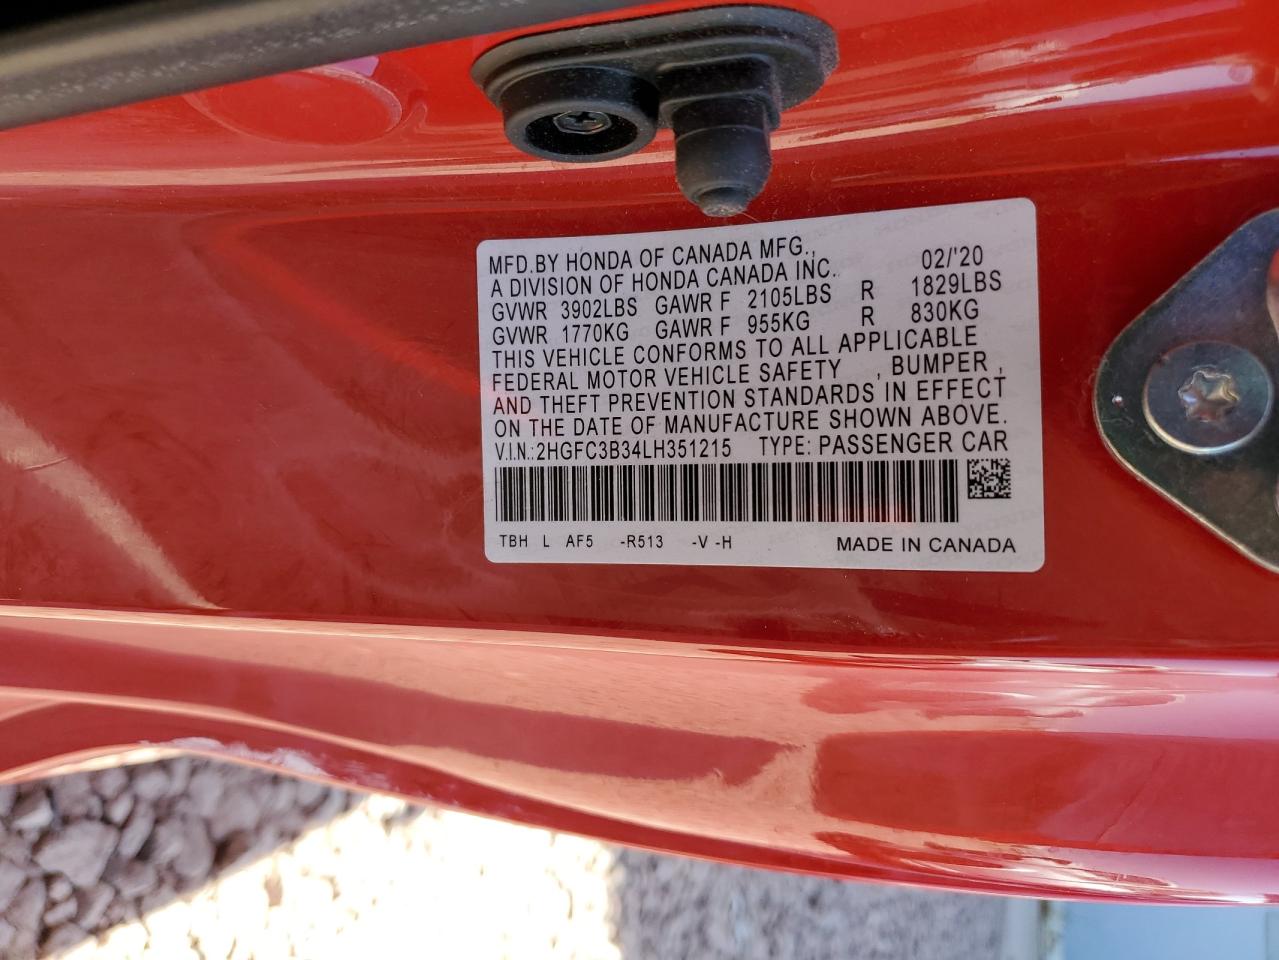 MFD.BY HONDA OF CANADA MFG., 02/'20
A DIVISION OF HONDA CANADA INC.
GVWR 3902LBS GAWR F 2105LBS R 1829LBS
GVWR 1770KG GAWR F 955KG R 830KG
THIS VEHICLE CONFORMS TO ALL APPLICABLE
FEDERAL MOTOR VEHICLE SAFETY , BUMPER ,
AND THEFT PREVENTION STANDARDS IN EFFECT
ON THE DATE OF MANUFACTURE SHOWN ABOVE.
V.I.N.:2HGFC3B34LH351215 TYPE: PASSENGER CAR
TBH L AF5 -R513 -V -H MADE IN CANADA